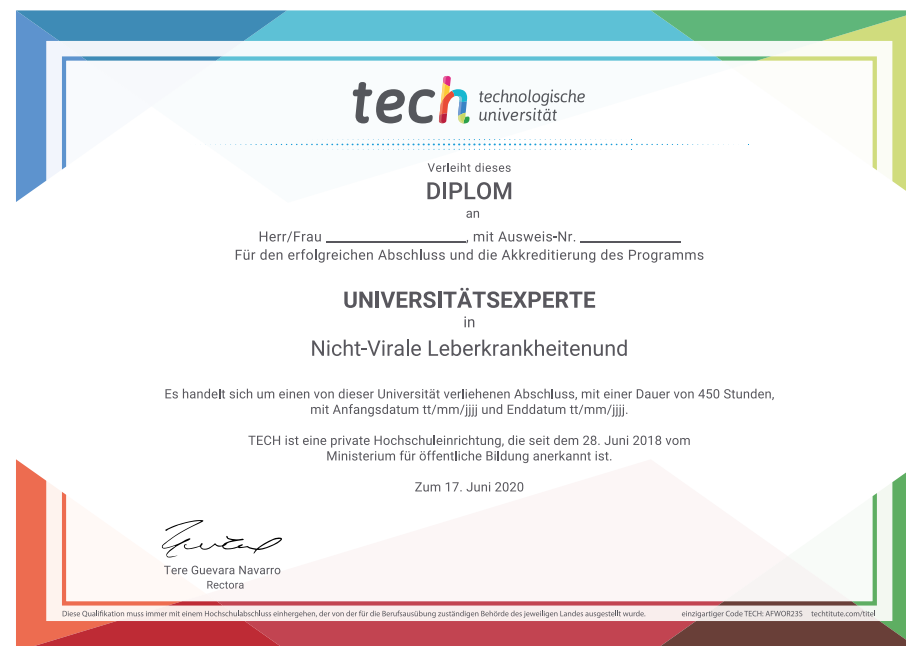 tech technologische
universität
Verleiht dieses
DIPLOM
an
Herr/Frau ____________________, mit Ausweis-Nr. ______________
Für den erfolgreichen Abschluss und die Akkreditierung des Programms
UNIVERSITÄTSEXPERTE
in
Nicht-Virale Leberkrankheitenund
Es handelt sich um einen von dieser Universität verliehenen Abschluss, mit einer Dauer von 450 Stunden,
mit Anfangsdatum tt/mm/jjjj und Enddatum tt/mm/jjjj.
TECH ist eine private Hochschuleinrichtung, die seit dem 28. Juni 2018 vom
Ministerium für öffentliche Bildung anerkannt ist.
Zum 17. Juni 2020
Tere Guevara Navarro
Rectora
Diese Qualifikation muss immer mit einem Hochschulabschluss einhergehen, der von der für die Berufsausübung zuständigen Behörde des jeweiligen Landes ausgestellt wurde. einzigartiger Code TECH: AFWOR23S techtitute.com/titel